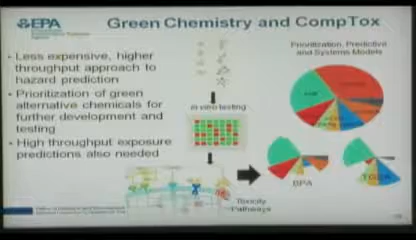 EPA
Green Chemistry and CompTox
• Less expensive, higher
throughput approach to
hazard prediction
• Prioritization of green
alternative chemicals for
further development and
testing
• High throughput exposure
predictions also needed
in vitro testing
Toxicity
Pathways
Prioritization, Predictive
and Systems Models
BPA